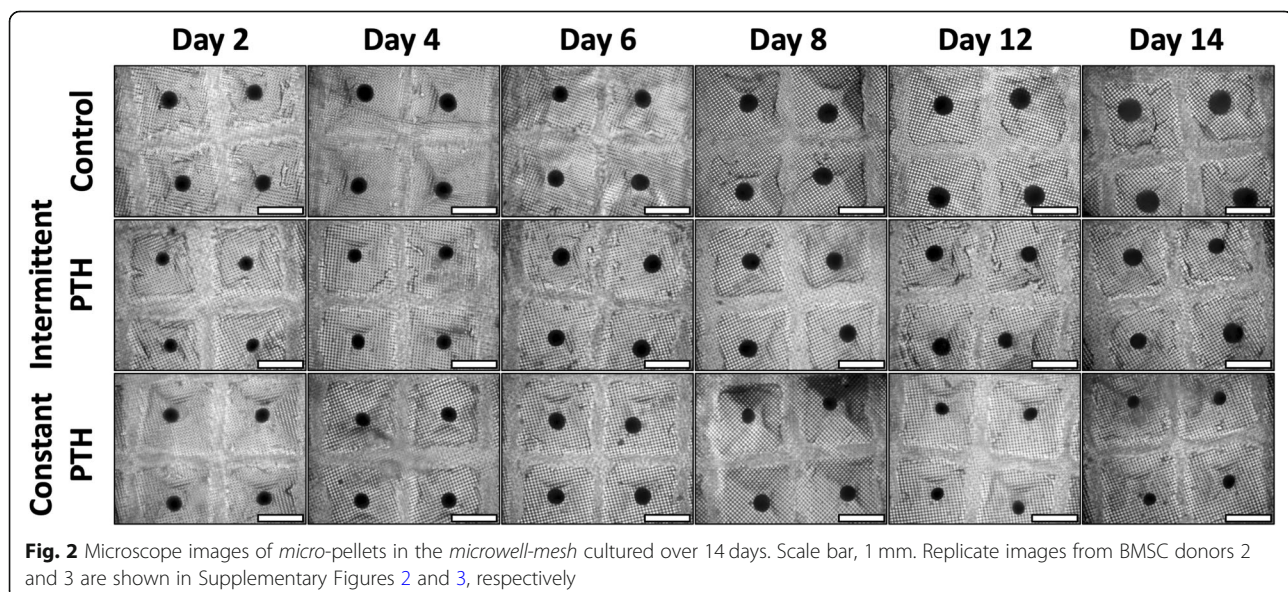 Day 2 Day 4 Day 6 Day 8 Day 12 Day 14
Control
Intermittent
PTH
Constant
PTH
Fig. 2 Microscope images of micro-pellets in the microwell-mesh cultured over 14 days. Scale bar, 1 mm. Replicate images from BMSC donors 2
and 3 are shown in Supplementary Figures 2 and 3, respectively